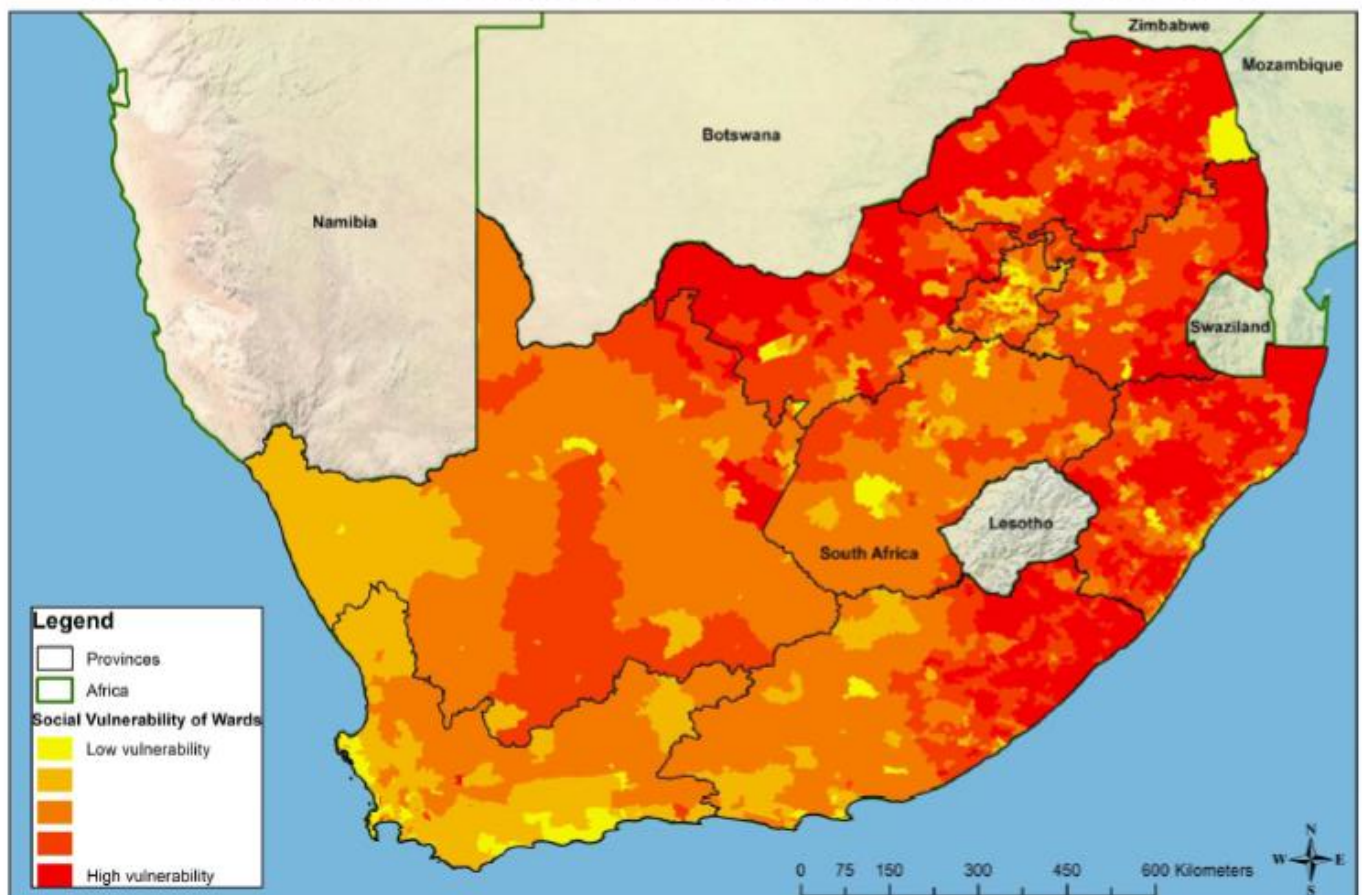 Zimbabwe
Mozambique
Botswana
Namibia
Swaziland
Lesotho
South Africa
Legend
Provinces
Africa
Social Vulnerability of Wards
Low vulnerability
High vulnerability
0 75 150 300 450 600 Kilometers
N
W E
S